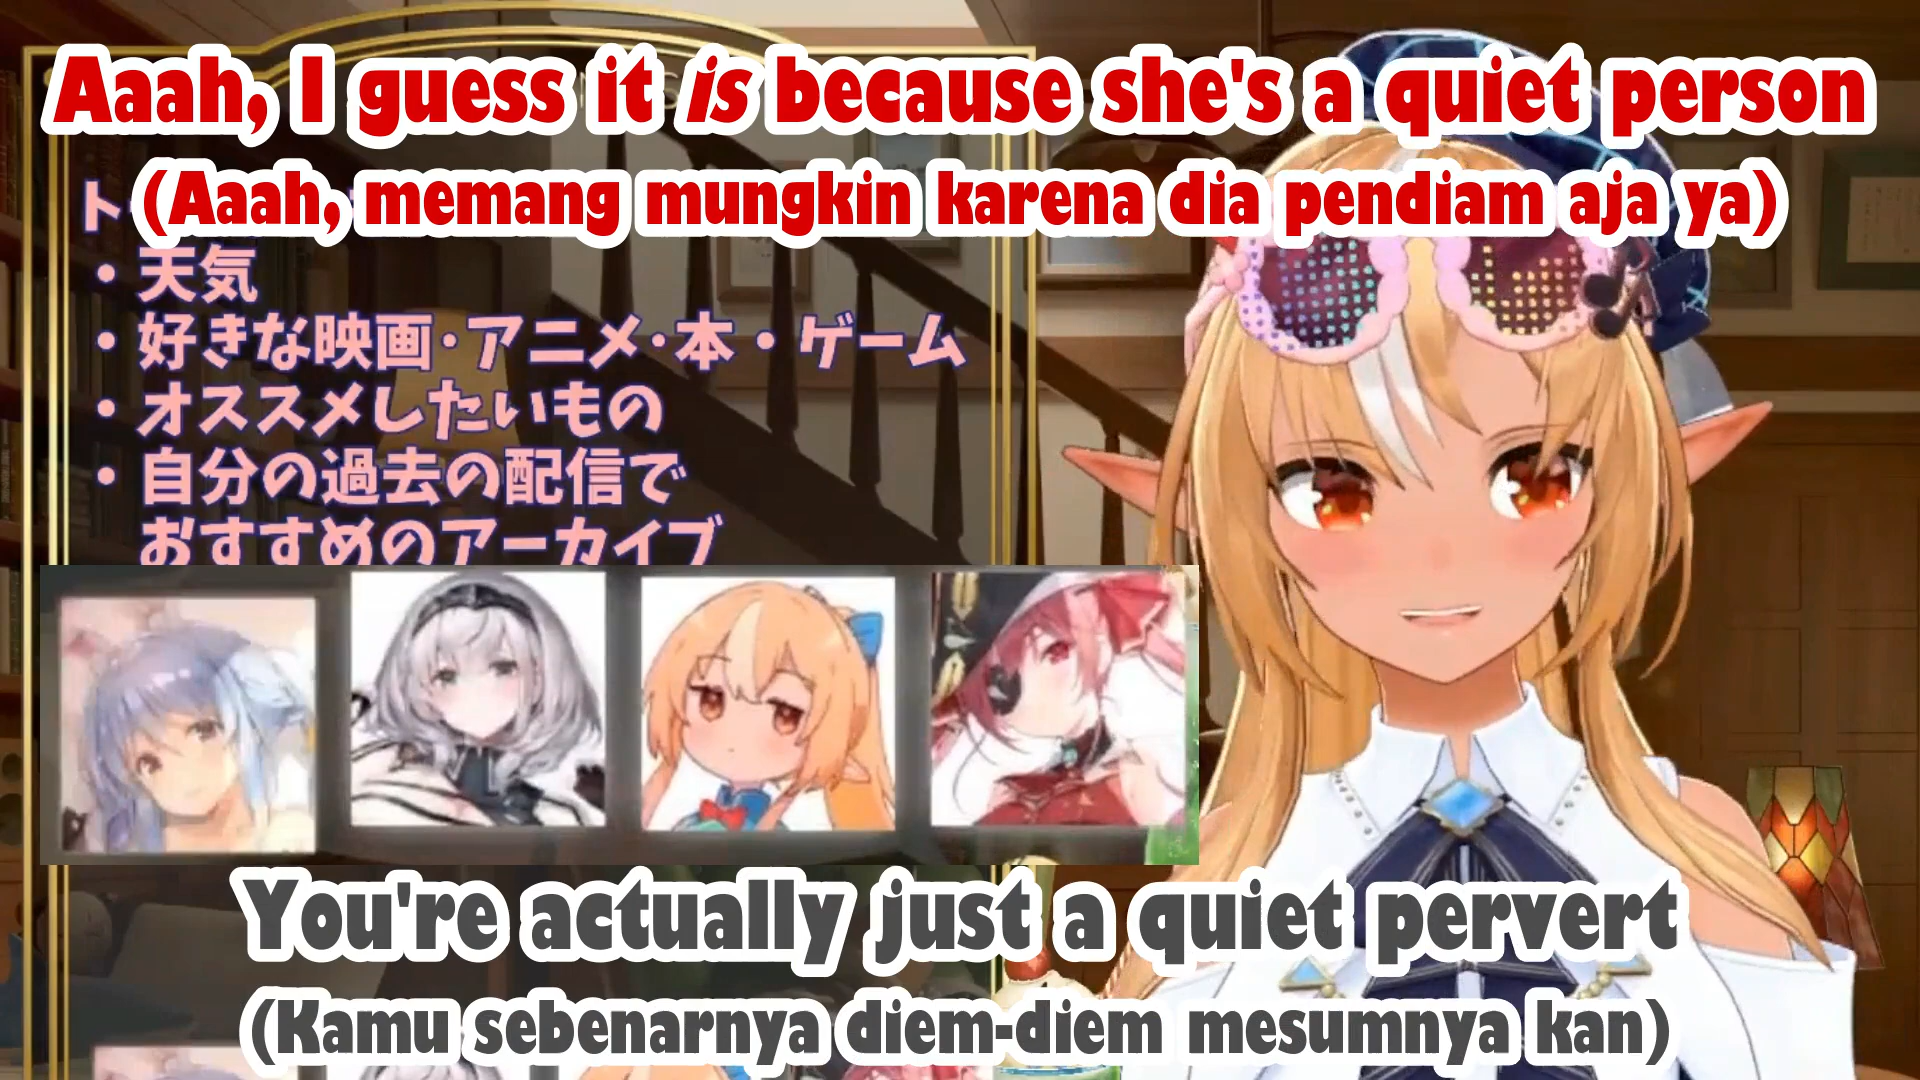 Aaah, I guess it is because she's a quiet person
(Aaah, memang mungkin karena dia pendiam aja ya)
・天気
・好きな映画・アニメ・本・ゲーム
・オススメしたいもの
・自分の過去の配信で
おすすめのアーカイブ
You're actually just a quiet pervert
(Kamu sebenarnya diem-diem mesumnya kan)